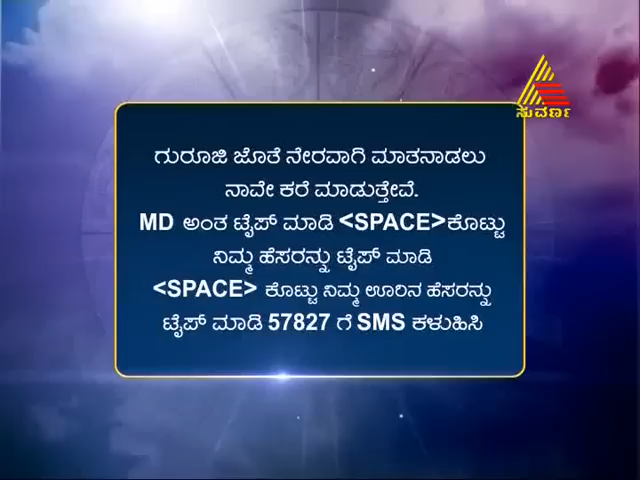 ಸುವರ್ಣ
ಗುರೂಜಿ ಜೊತೆ ನೇರವಾಗಿ ಮಾತನಾಡಲು
ನಾವೇ ಕರೆ ಮಾಡುತ್ತೇವೆ.
MD ಅಂತ ಟೈಪ್ ಮಾಡಿ <SPACE>ಕೊಟ್ಟು
ನಿಮ್ಮ ಹೆಸರನ್ನು ಟೈಪ್ ಮಾಡಿ
<SPACE> ಕೊಟ್ಟು ನಿಮ್ಮ ಊರಿನ ಹೆಸರನ್ನು
ಟೈಪ್ ಮಾಡಿ 57827 ಗೆ SMS ಕಳುಹಿಸಿ